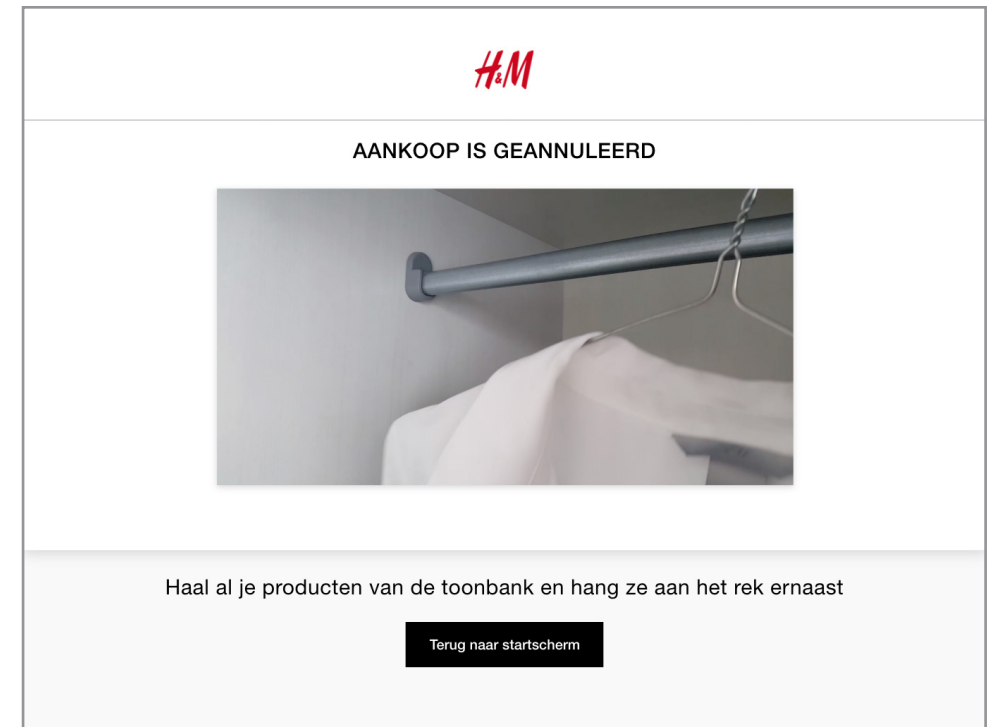 H&M
AANKOOP IS GEANNULEERD
Haal al je producten van de toonbank en hang ze aan het rek ernaast
Terug naar startscherm